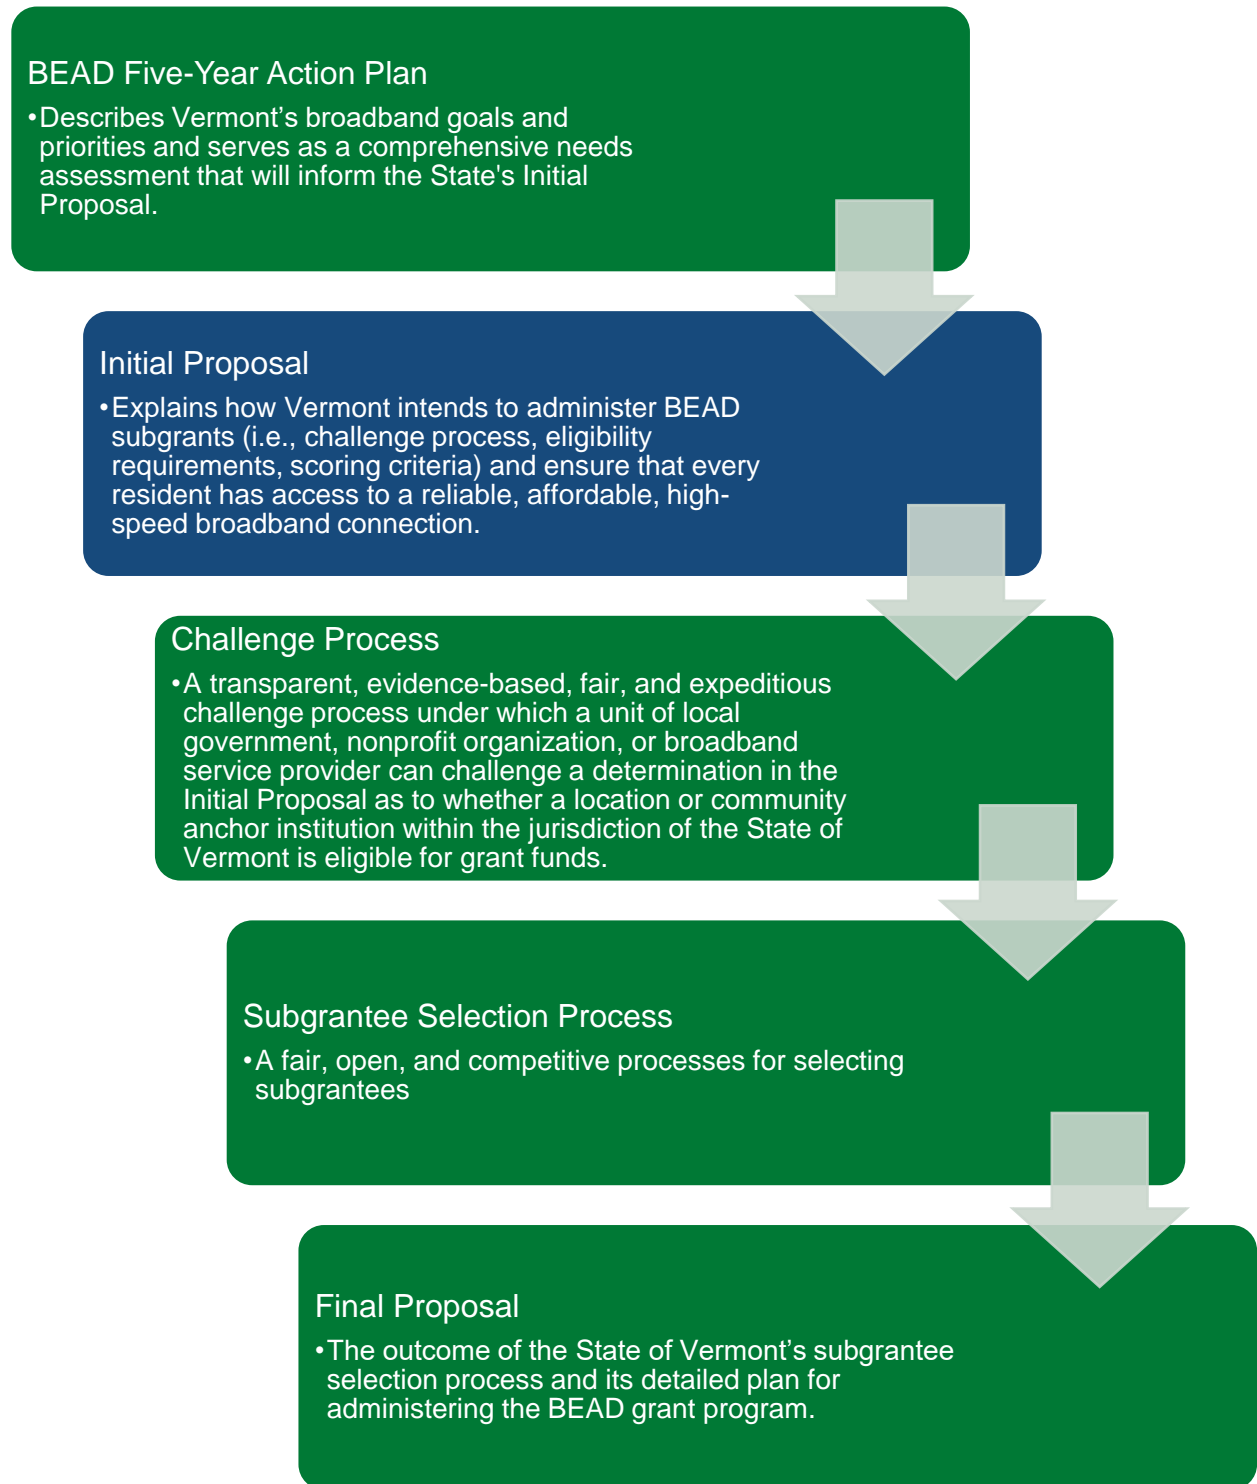 BEAD Five-Year Action Plan
•Describes Vermont’s broadband goals and
priorities and serves as a comprehensive needs
assessment that will inform the State's Initial
Proposal.
Initial Proposal
•Explains how Vermont intends to administer BEAD
subgrants (i.e., challenge process, eligibility
requirements, scoring criteria) and ensure that every
resident has access to a reliable, affordable, high-
speed broadband connection.
Challenge Process
•A transparent, evidence-based, fair, and expeditious
challenge process under which a unit of local
government, nonprofit organization, or broadband
service provider can challenge a determination in the
Initial Proposal as to whether a location or community
anchor institution within the jurisdiction of the State of
Vermont is eligible for grant funds.
Subgrantee Selection Process
•A fair, open, and competitive processes for selecting
subgrantees
Final Proposal
•The outcome of the State of Vermont’s subgrantee
selection process and its detailed plan for
administering the BEAD grant program.